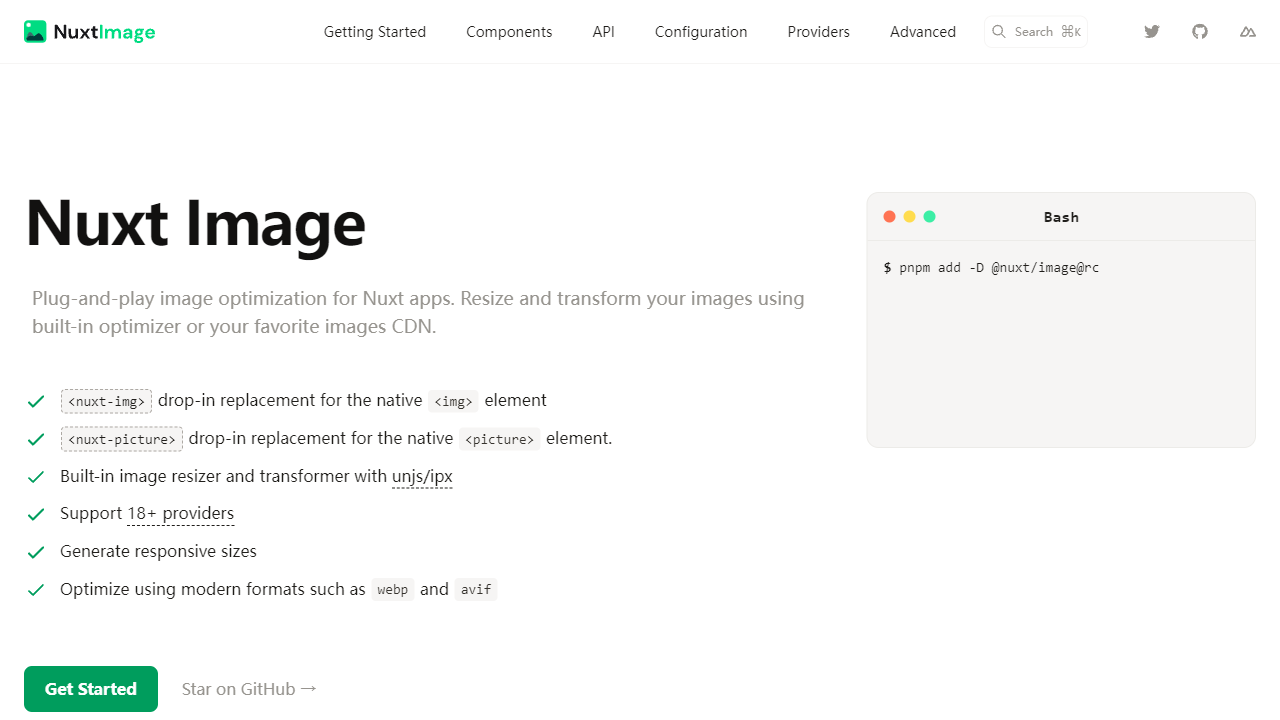 NuxtImage
Getting Started
Components
API
Configuration
Providers
Advanced
Search ⌘K
Nuxt Image
Plug-and-play image optimization for Nuxt apps. Resize and transform your images using
built-in optimizer or your favorite images CDN.
<nuxt-img> drop-in replacement for the native <img> element
<nuxt-picture> drop-in replacement for the native <picture> element.
Built-in image resizer and transformer with unjs/ipx
Support 18+ providers
Generate responsive sizes
Optimize using modern formats such as webp and avif
Get Started
Star on GitHub →
Bash
$ pnpm add -D @nuxt/image@rc